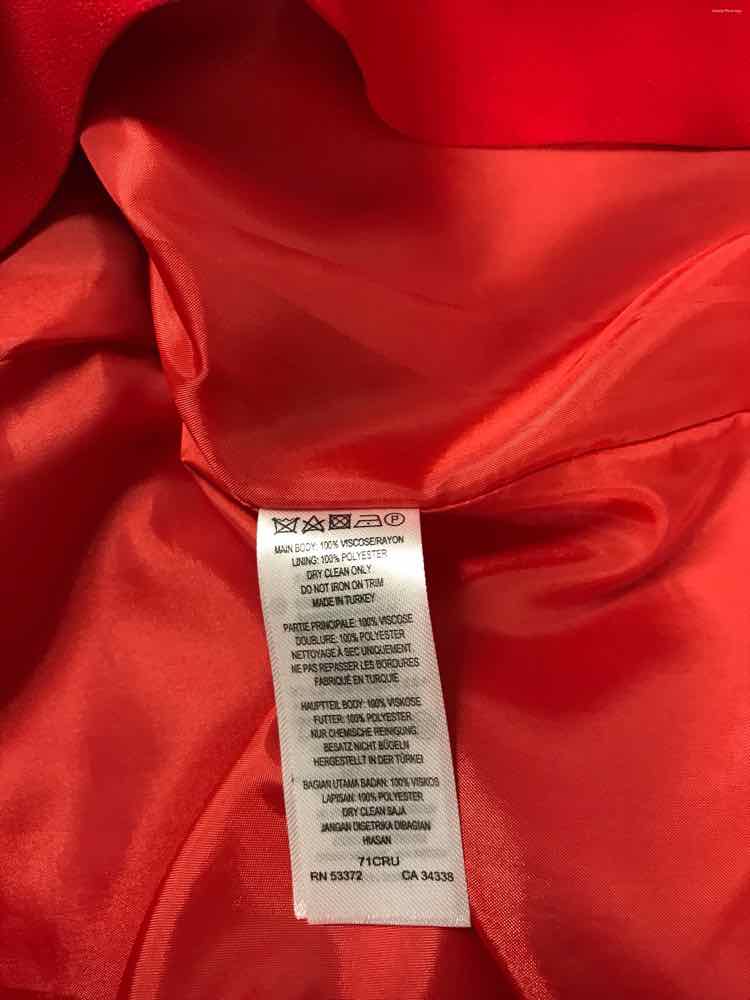 P
MAIN BODY: 100% VISCOSE/RAYON
LINING: 100% POLYESTER
DRY CLEAN ONLY
DO NOT IRON ON TRIM
MADE IN TURKEY
PARTIE PRINCIPALE: 100% VISCOSE
DOUBLURE: 100% POLYESTER
NETTOYAGE À SEC UNIQUEMENT
NE PAS REPASSER LES BORDURES
FABRIQUÉ EN TURQUIE
HAUPTTEIL BODY: 100% VISKOSE
FUTTER: 100% POLYESTER
NUR CHEMISCHE REINIGUNG
BESATZ NICHT BÜGELN
HERGESTELLT IN DER TÜRKEI
BAGIAN UTAMA BADAN: 100% VISKOS
LAPISAN: 100% POLYESTER
DRY CLEAN SAJA
JANGAN DISETRIKA DIBAGIAN
HIASAN
71CRU
RN 53372 CA 34338